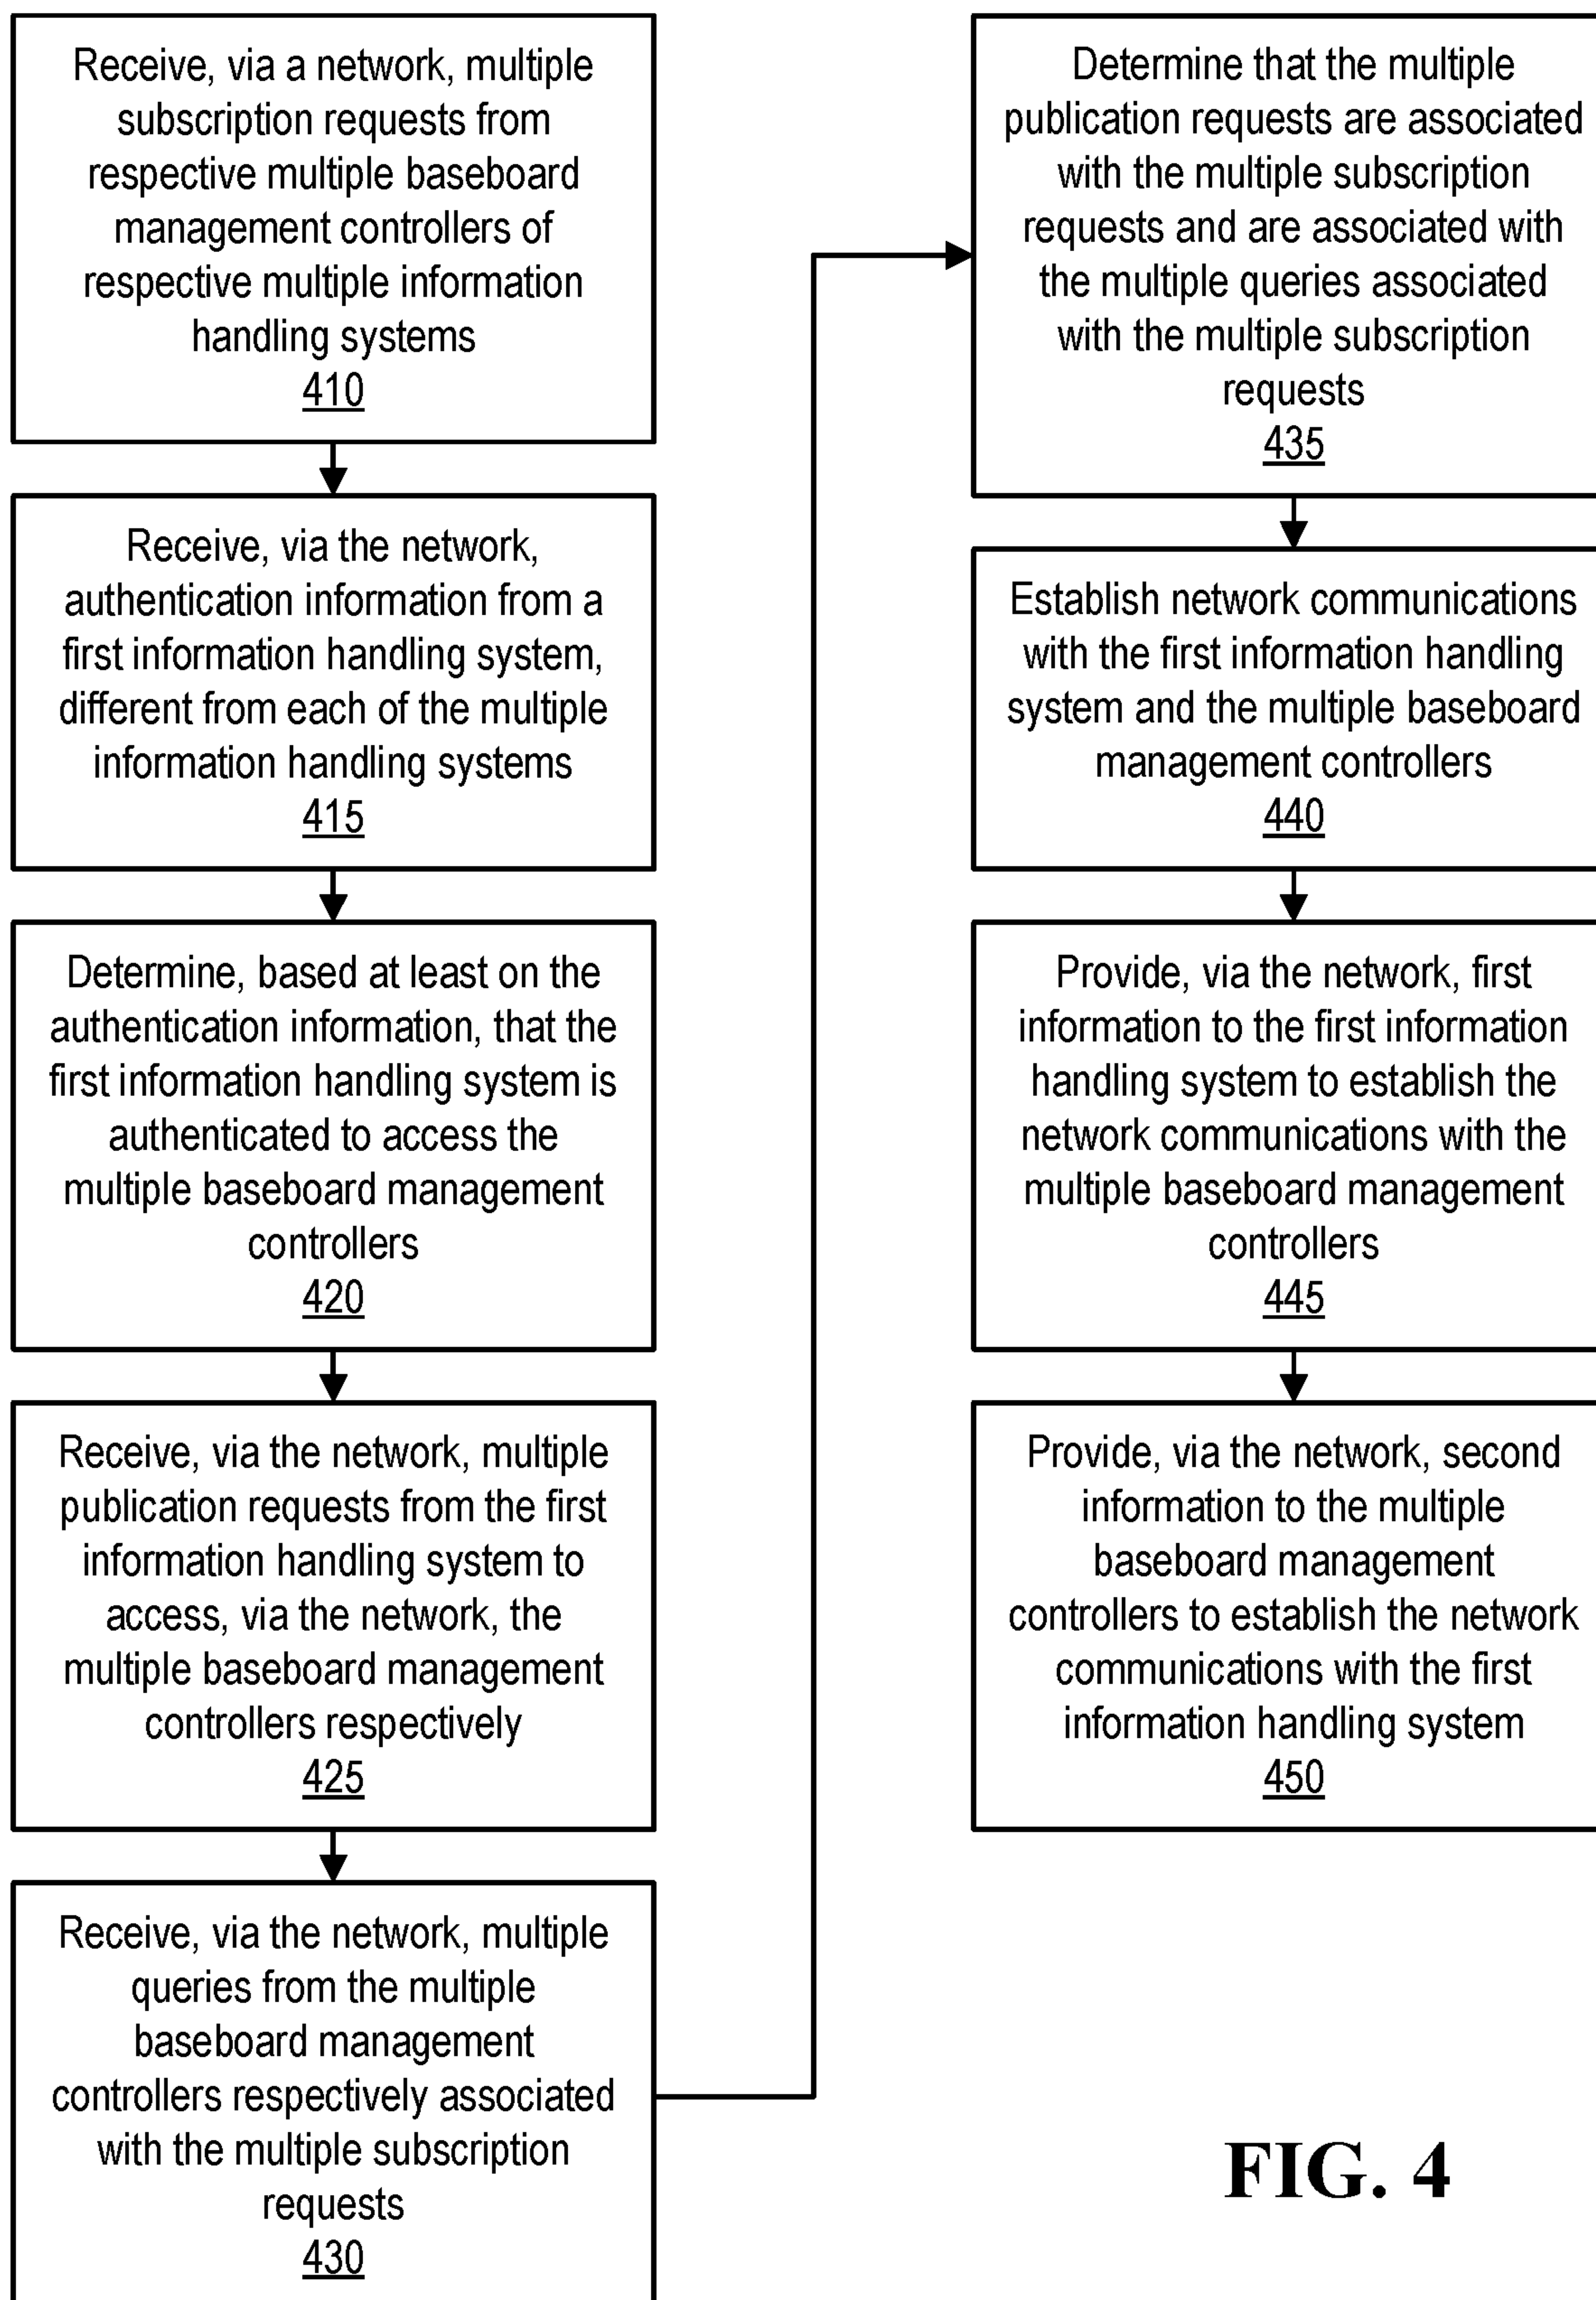 Receive, via a network, multiple
subscription requests from
respective multiple baseboard
management controllers of
respective multiple information
handling systems
410
Receive, via the network,
authentication information from a
first information handling system,
different from each of the multiple
information handling systems
415
Determine, based at least on the
authentication information, that the
first information handling system is
authenticated to access the
multiple baseboard management
controllers
420
Receive, via the network, multiple
publication requests from the first
information handling system to
access, via the network, the
multiple baseboard management
controllers respectively
425
Receive, via the network, multiple
queries from the multiple
baseboard management
controllers respectively associated
with the multiple subscription
requests
430
Determine that the multiple
publication requests are associated
with the multiple subscription
requests and are associated with
the multiple queries associated
with the multiple subscription
requests
435
Establish network communications
with the first information handling
system and the multiple baseboard
management controllers
440
Provide, via the network, first
information to the first information
handling system to establish the
network communications with the
multiple baseboard management
controllers
445
Provide, via the network, second
information to the multiple
baseboard management
controllers to establish the network
communications with the first
information handling system
450
FIG. 4